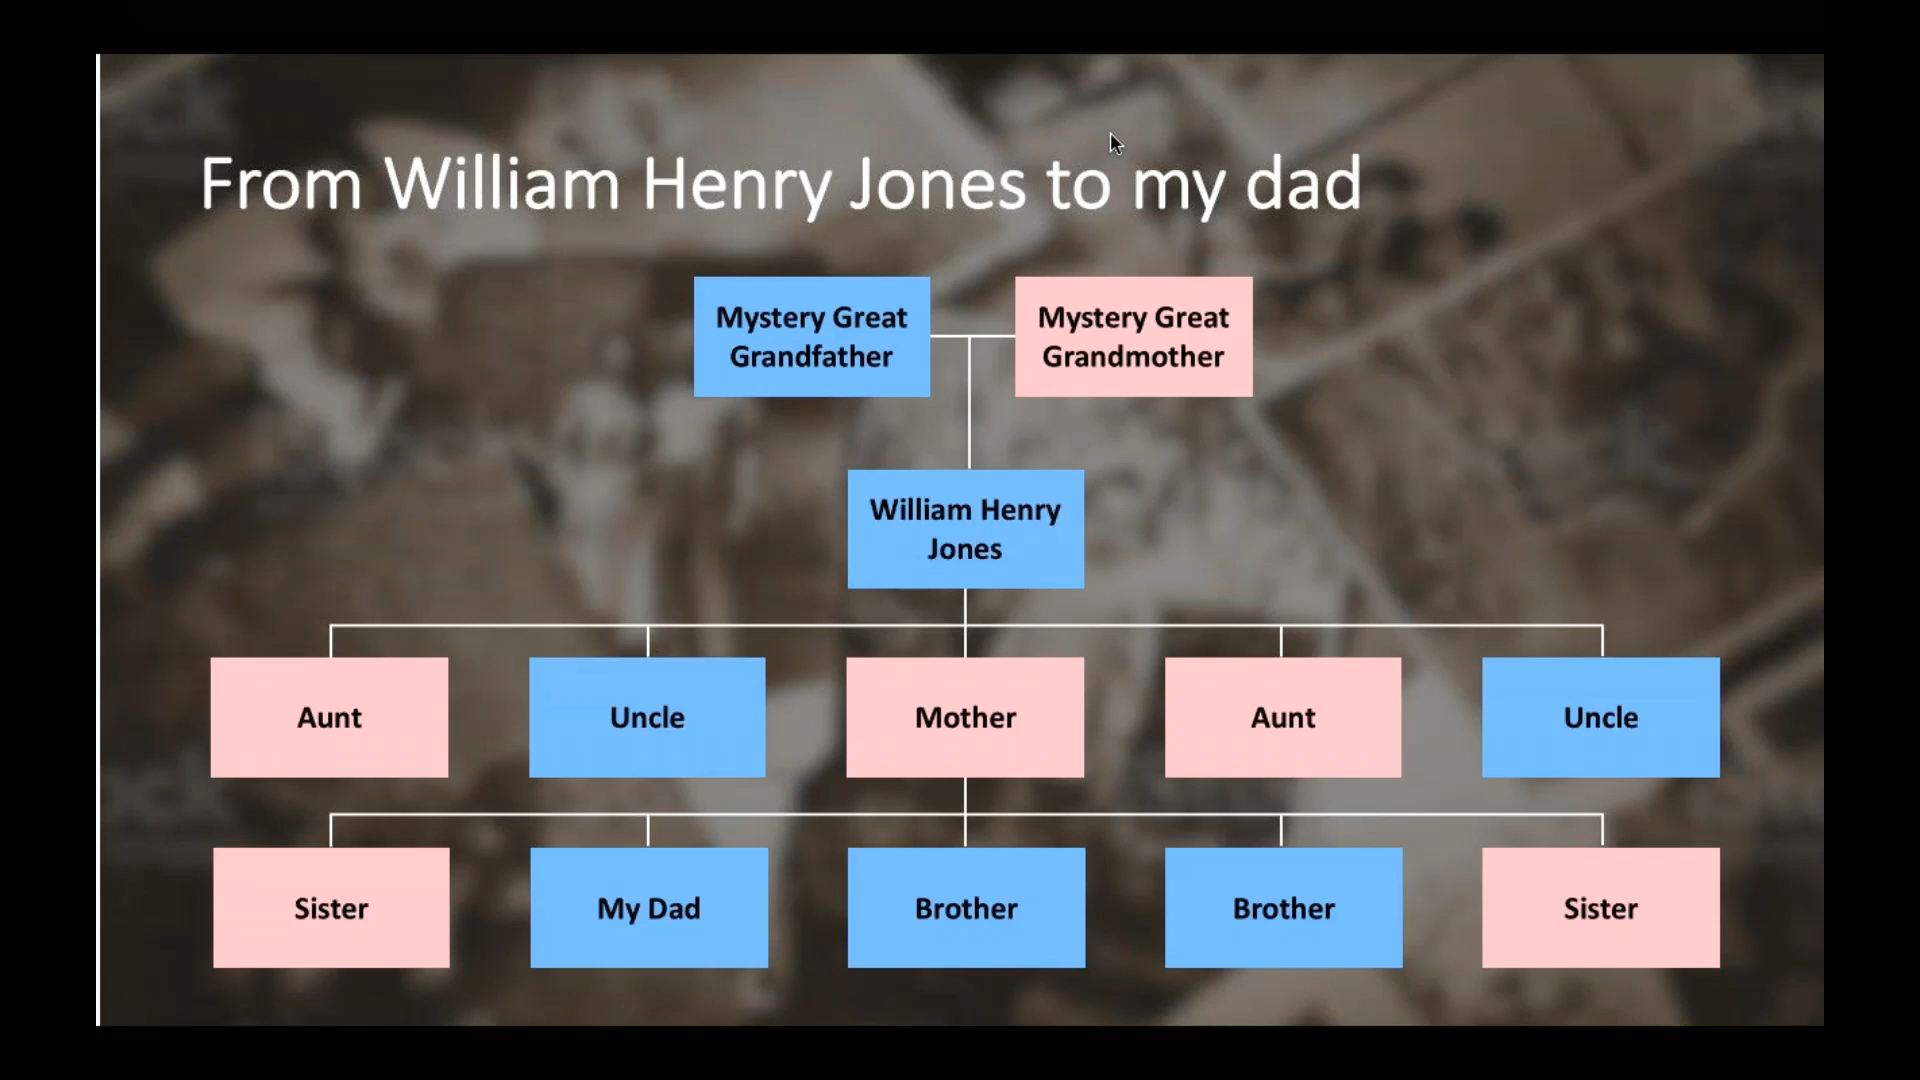 From William Henry Jones to my dad
Mystery Great
Grandfather
Mystery Great
Grandmother
William Henry
Jones
Aunt
Uncle
Mother
Aunt
Uncle
Sister
My Dad
Brother
Brother
Sister